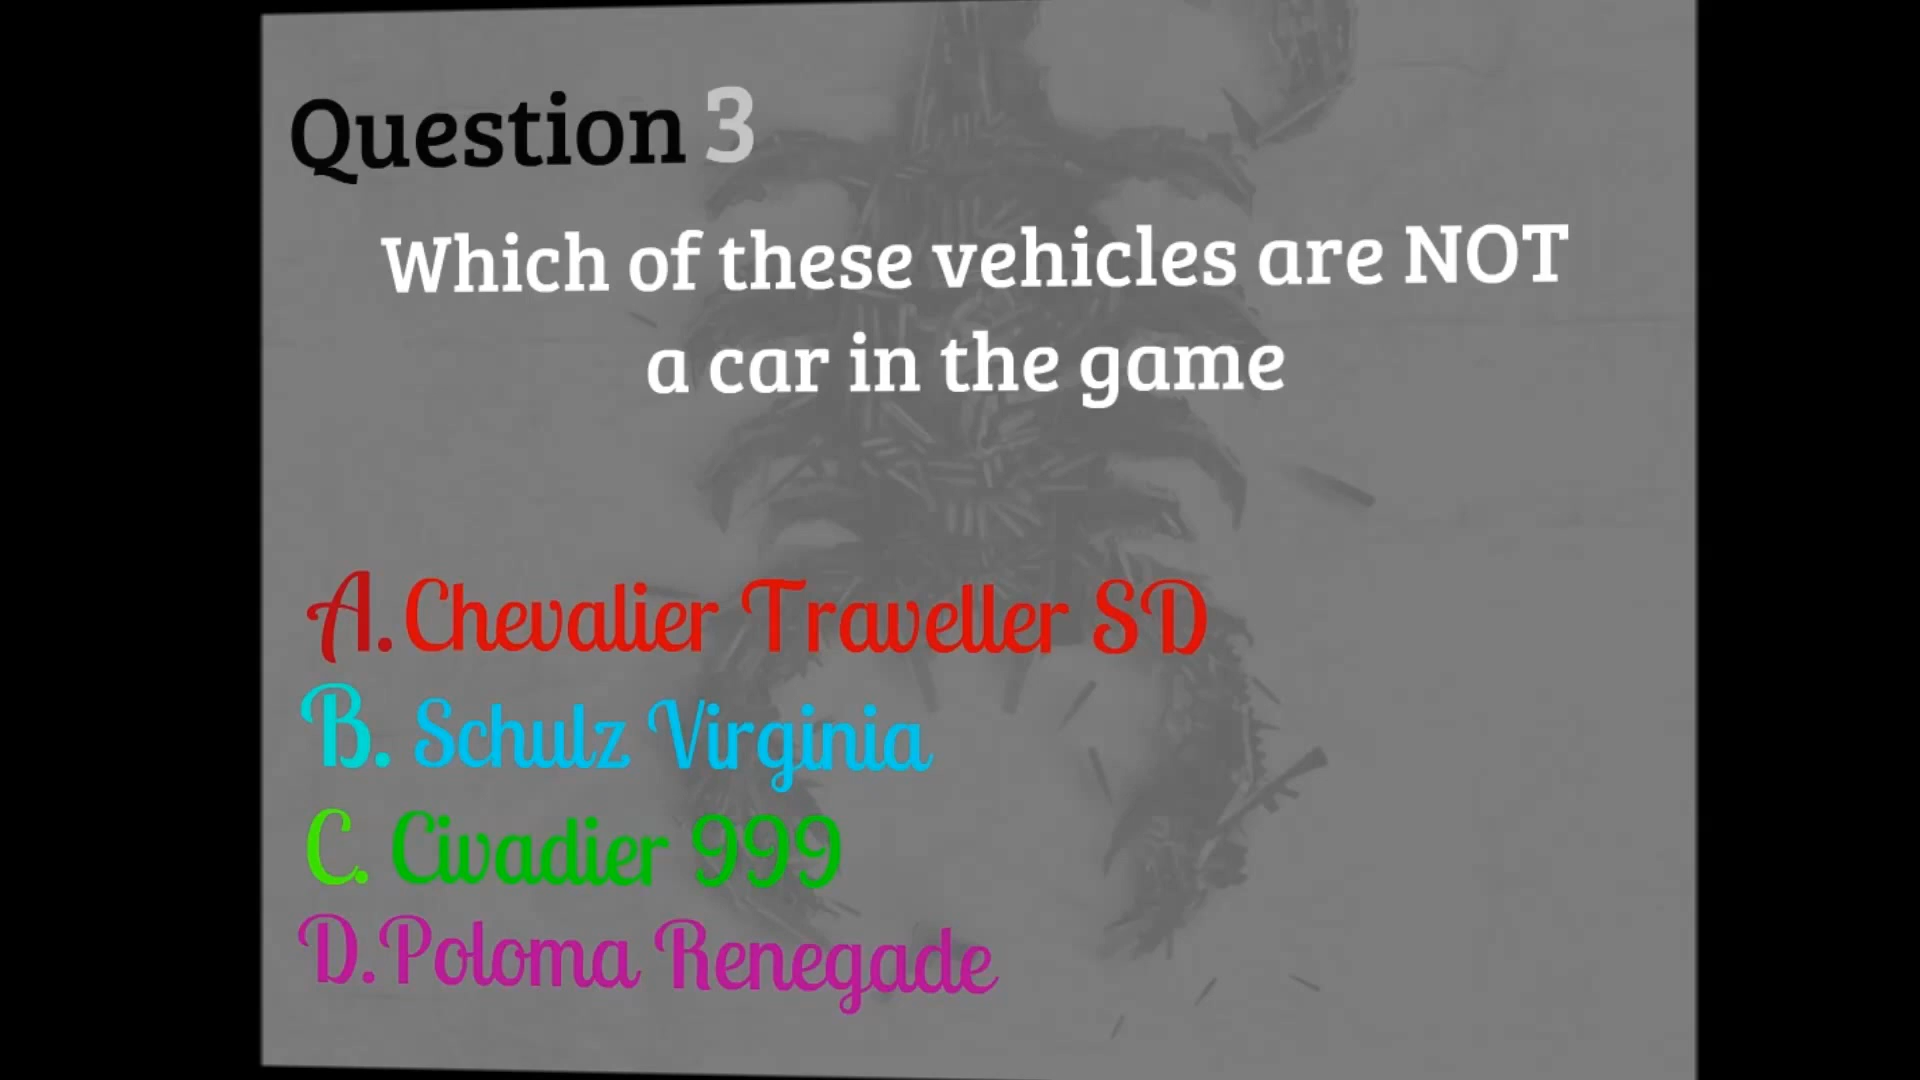 Question 3
Which of these vehicles are NOT
a car in the game
A. Chevalier Traveller SD
B. Schulz Virginia
C. Civadier 999
D. Poloma Renegade